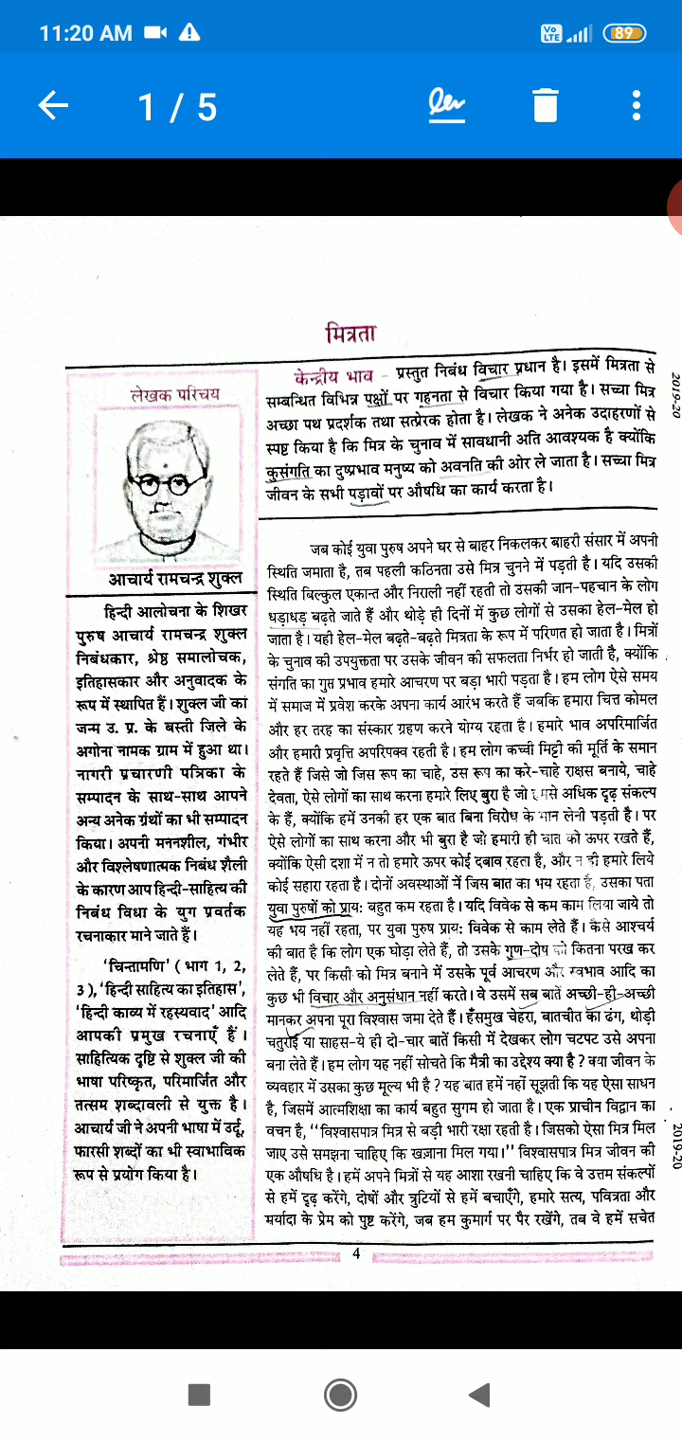 11:20 AM
Vo LTE
89
1 / 5
मित्रता
लेखक परिचय
आचार्य रामचन्द्र शुक्ल
हिन्दी आलोचना के शिखर
पुरुष आचार्य रामचन्द्र शुक्ल
निबंधकार, श्रेष्ठ समालोचक,
इतिहासकार और अनुवादक के
रूप में स्थापित हैं। शुक्ल जी का
जन्म उ. प्र. के बस्ती ज़िले के
अगोना नामक ग्राम में हुआ था।
नागरी प्रचारणी पत्रिका के
सम्पादन के साथ-साथ आपने
अन्य अनेक ग्रंथों का भी सम्पादन
किया। अपनी मननशील, गंभीर
और विश्लेषणात्मक निबंध शैली
के कारण आप हिन्दी-साहित्य की
निबंध विधा के युग प्रवर्तक
रचनाकार माने जाते हैं।
'चिन्तामणि' ( भाग 1, 2,
3 ), 'हिन्दी साहित्य का इतिहास',
'हिन्दी काव्य में रहस्यवाद' आदि
आपकी प्रमुख रचनाएँ हैं।
साहित्यिक दृष्टि से शुक्ल जी की
भाषा परिष्कृत, परिमार्जित और
तत्सम शब्दावली से युक्त है।
आचार्य जी ने अपनी भाषा में उर्दू,
फारसी शब्दों का भी स्वाभाविक
रूप से प्रयोग किया है।
केन्द्रीय भाव - प्रस्तुत निबंध विचार प्रधान है। इसमें मित्रता से
सम्बन्धित विभिन्न पक्षों पर गहनता से विचार किया गया है। सच्चा मित्र
अच्छा पथ प्रदर्शक तथा सत्प्रेरक होता है। लेखक ने अनेक उदाहरणों से
स्पष्ट किया है कि मित्र के चुनाव में सावधानी अति आवश्यक है क्योंकि
कुसंगति का दुष्प्रभाव मनुष्य को अवनति की ओर ले जाता है। सच्चा मित्र
जीवन के सभी पड़ावों पर औषधि का कार्य करता है।
जब कोई युवा पुरुष अपने घर से बाहर निकलकर बाहरी संसार में अपनी
स्थिति जमाता है, तब पहली कठिनता उसे मित्र चुनने में पड़ती है। यदि उसकी
स्थिति बिल्कुल एकान्त और निराली नहीं रहती तो उसकी जान-पहचान के लोग
धड़ाधड़ बढ़ते जाते हैं और थोड़े ही दिनों में कुछ लोगों से उसका हेल-मेल हो
जाता है। यही हेल-मेल बढ़ते-बढ़ते मित्रता के रूप में परिणत हो जाता है। मित्रों
के चुनाव की उपयुक्तता पर उसके जीवन की सफलता निर्भर हो जाती है, क्योंकि
संगति का गुप्त प्रभाव हमारे आचरण पर बड़ा भारी पड़ता है। हम लोग ऐसे समय
में समाज में प्रवेश करके अपना कार्य आरंभ करते हैं जबकि हमारा चित्त कोमल
और हर तरह का संस्कार ग्रहण करने योग्य रहता है। हमारे भाव अपरिमार्जित
और हमारी प्रवृत्ति अपरिपक्व रहती है। हम लोग कच्ची मिट्टी की मूर्ति के समान
रहते हैं जिसे जो जिस रूप का चाहे, उस रूप का करे-चाहे राक्षस बनाये, चाहे
देवता, ऐसे लोगों का साथ करना हमारे लिए बुरा है जो हमसे अधिक दृढ़ संकल्प
के हैं, क्योंकि हमें उनकी हर एक बात बिना विरोध के मान लेनी पड़ती है। पर
ऐसे लोगों का साथ करना और भी बुरा है जो हमारी ही बात को ऊपर रखते हैं,
क्योंकि ऐसी दशा में न तो हमारे ऊपर कोई दबाव रहता है, और न ही हमारे लिये
कोई सहारा रहता है। दोनों अवस्थाओं में जिस बात का भय रहता है, उसका पता
युवा पुरुषों को प्राय: बहुत कम रहता है। यदि विवेक से कम काम लिया जाये तो
यह भय नहीं रहता, पर युवा पुरुष प्राय: विवेक से काम लेते हैं। कैसे आश्चर्य
की बात है कि लोग एक घोड़ा लेते हैं, तो उसके गुण-दोष को कितना परख कर
लेते हैं, पर किसी को मित्र बनाने में उसके पूर्व आचरण और स्वभाव आदि का
कुछ भी विचार और अनुसंधान नहीं करते। वे उसमें सब बातें अच्छी-ही-अच्छी
मानकर अपना पूरा विश्वास जमा देते हैं। हँसमुख चेहरा, बातचीत का ढंग, थोड़ी
चतुराई या साहस-ये ही दो-चार बातें किसी में देखकर लोग चटपट उसे अपना
बना लेते हैं। हम लोग यह नहीं सोचते कि मैत्री का उद्देश्य क्या है ? क्या जीवन के
व्यवहार में उसका कुछ मूल्य भी है ? यह बात हमें नहीं सूझती कि यह ऐसा साधन
है, जिसमें आत्मशिक्षा का कार्य बहुत सुगम हो जाता है। एक प्राचीन विद्वान का
वचन है, "विश्वासपात्र मित्र से बड़ी भारी रक्षा रहती है। जिसको ऐसा मित्र मिल
जाए उसे समझना चाहिए कि खज़ाना मिल गया।" विश्वासपात्र मित्र जीवन की
एक औषधि है। हमें अपने मित्रों से यह आशा रखनी चाहिए कि वे उत्तम संकल्पों
से हमें दृढ़ करेंगे, दोषों और त्रुटियों से हमें बचाएँगे, हमारे सत्य, पवित्रता और
मर्यादा के प्रेम को पुष्ट करेंगे, जब हम कुमार्ग पर पैर रखेंगे, तब वे हमें सचेत
2019-20
2019-20
4